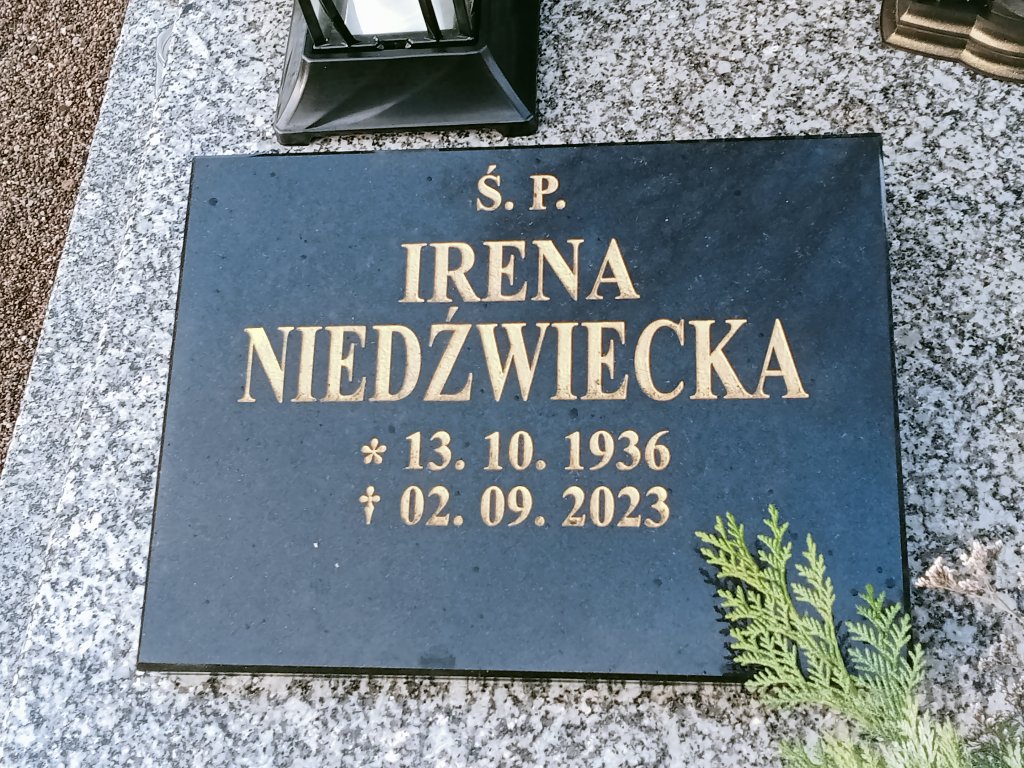 Ś. P.
IRENA
NIEDŹWIECKA
* 13. 10. 1936
† 02. 09. 2023